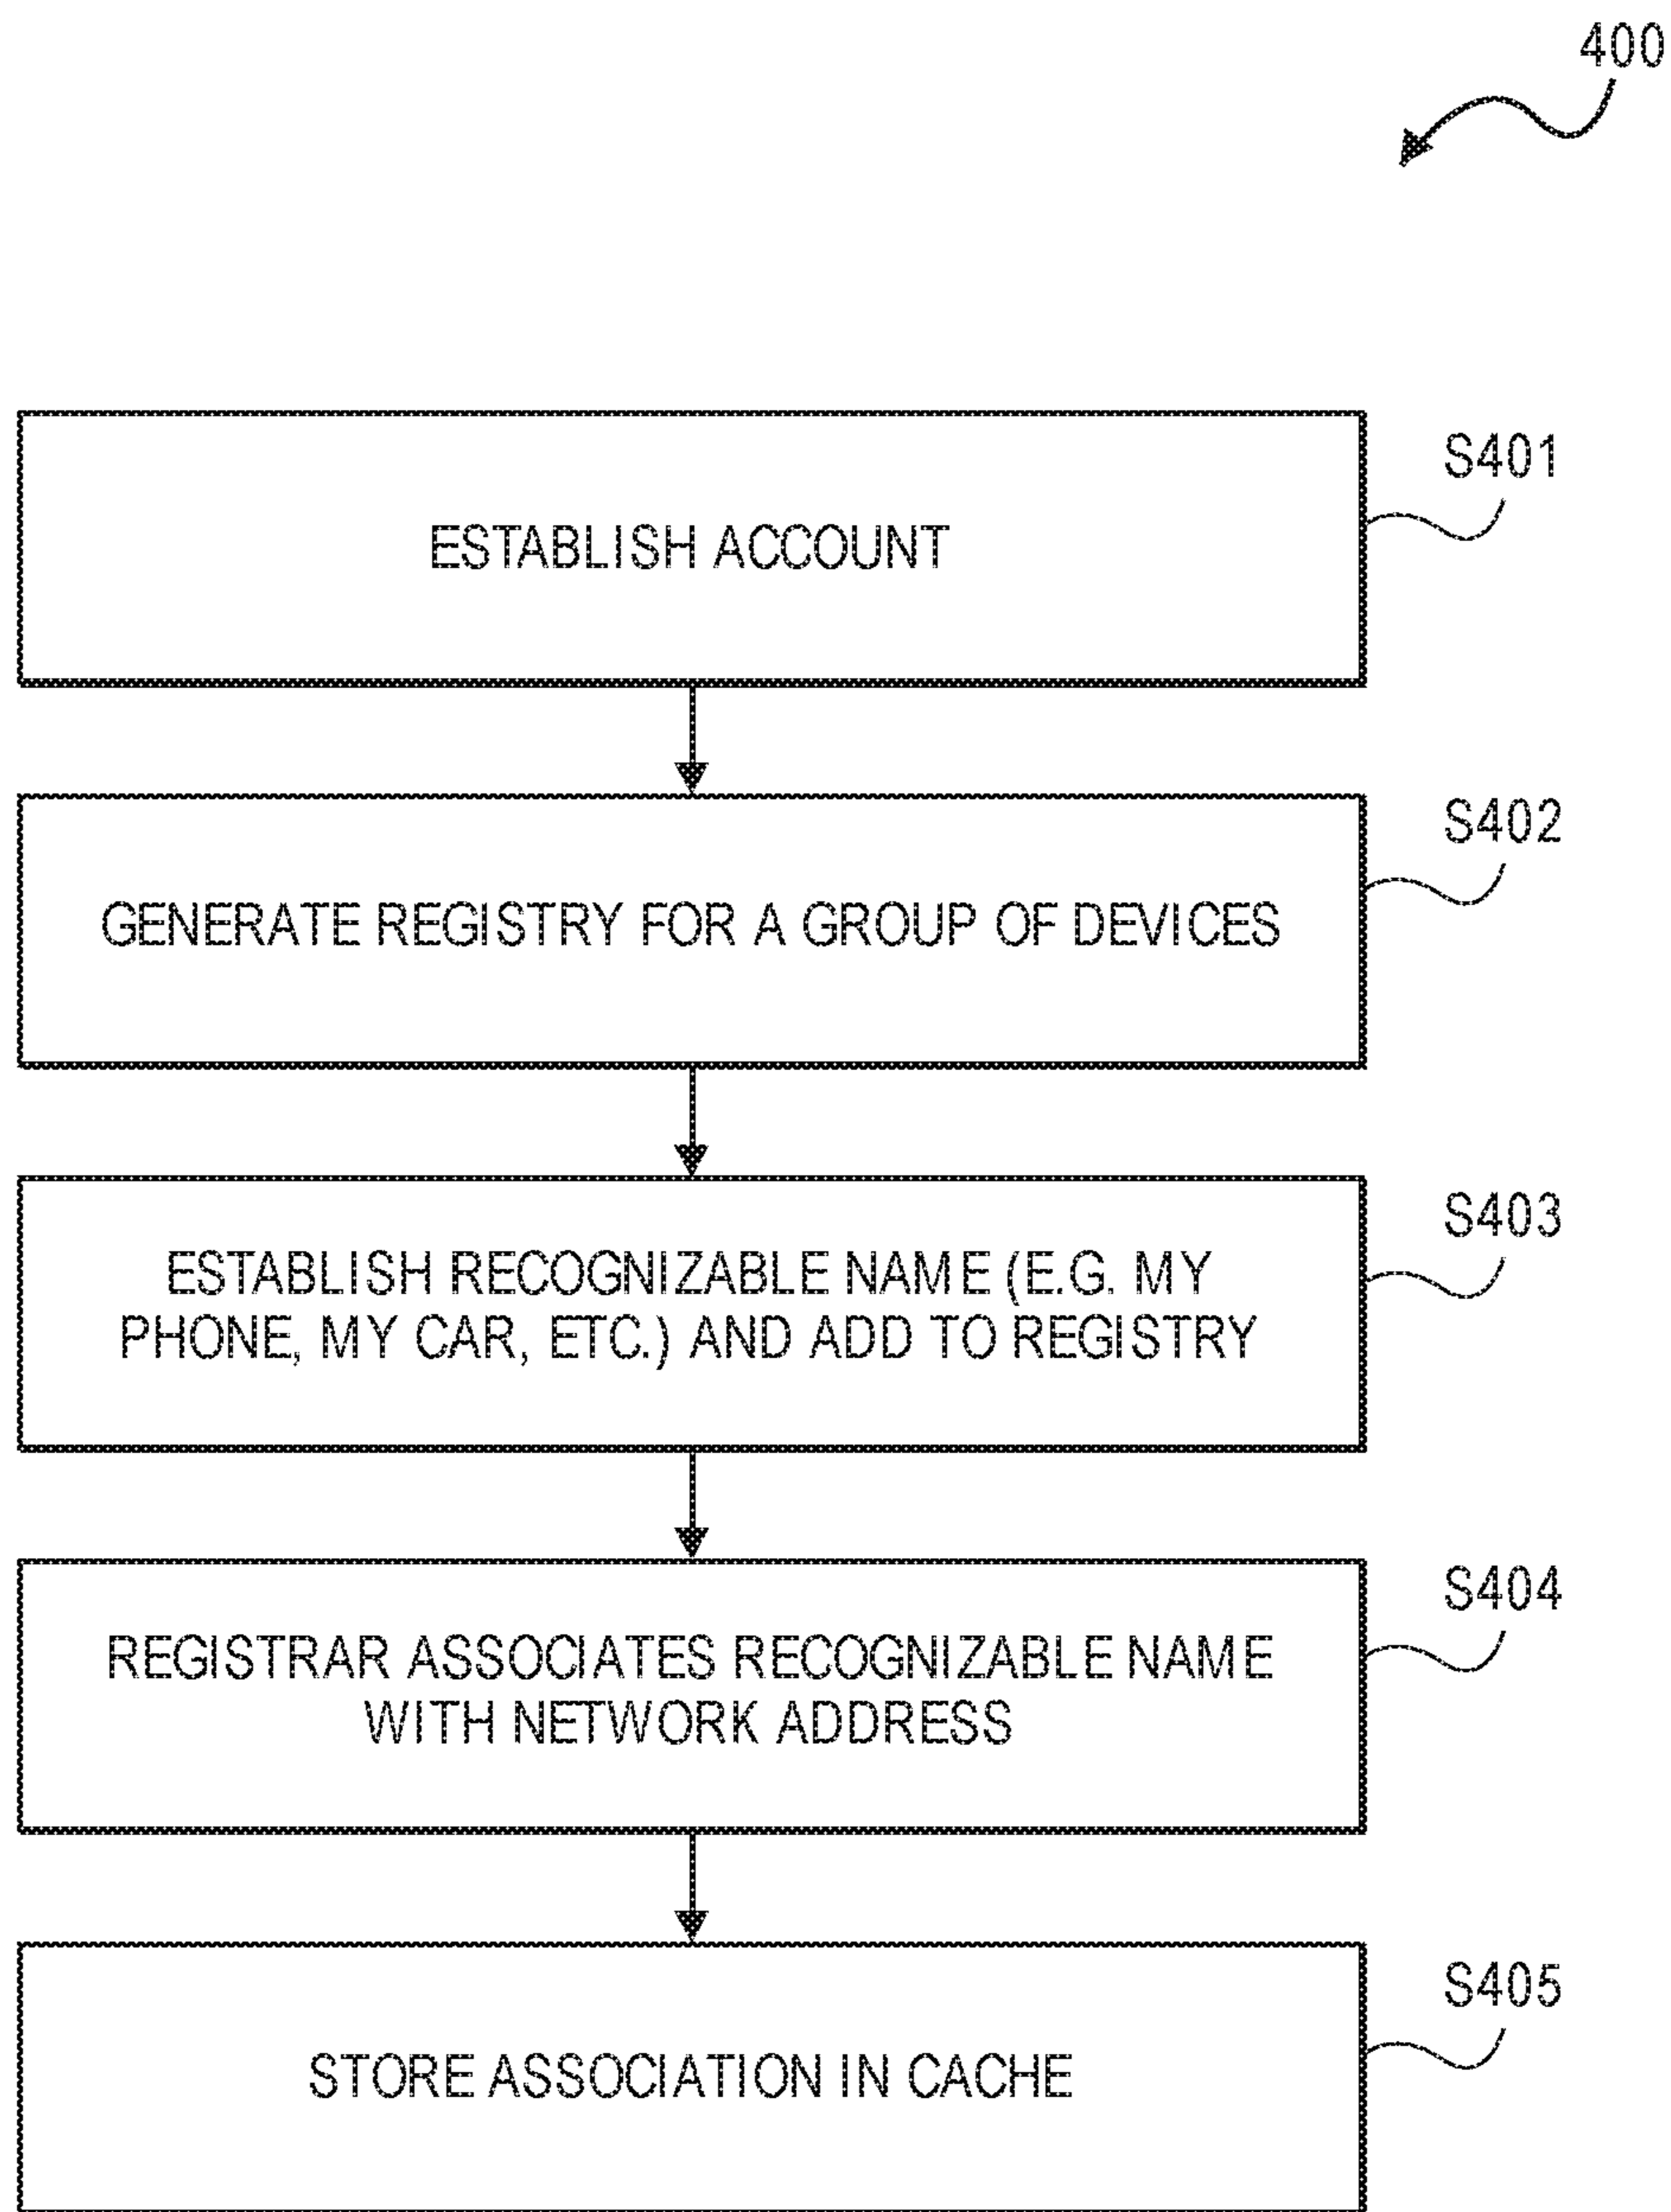 400
ESTABLISH ACCOUNT
S401
GENERATE REGISTRY FOR A GROUP OF DEVICES
S402
ESTABLISH RECOGNIZABLE NAME (E.G. MY
PHONE, MY CAR, ETC.) AND ADD TO REGISTRY
S403
REGISTRAR ASSOCIATES RECOGNIZABLE NAME
WITH NETWORK ADDRESS
S404
STORE ASSOCIATION IN CACHE
S405